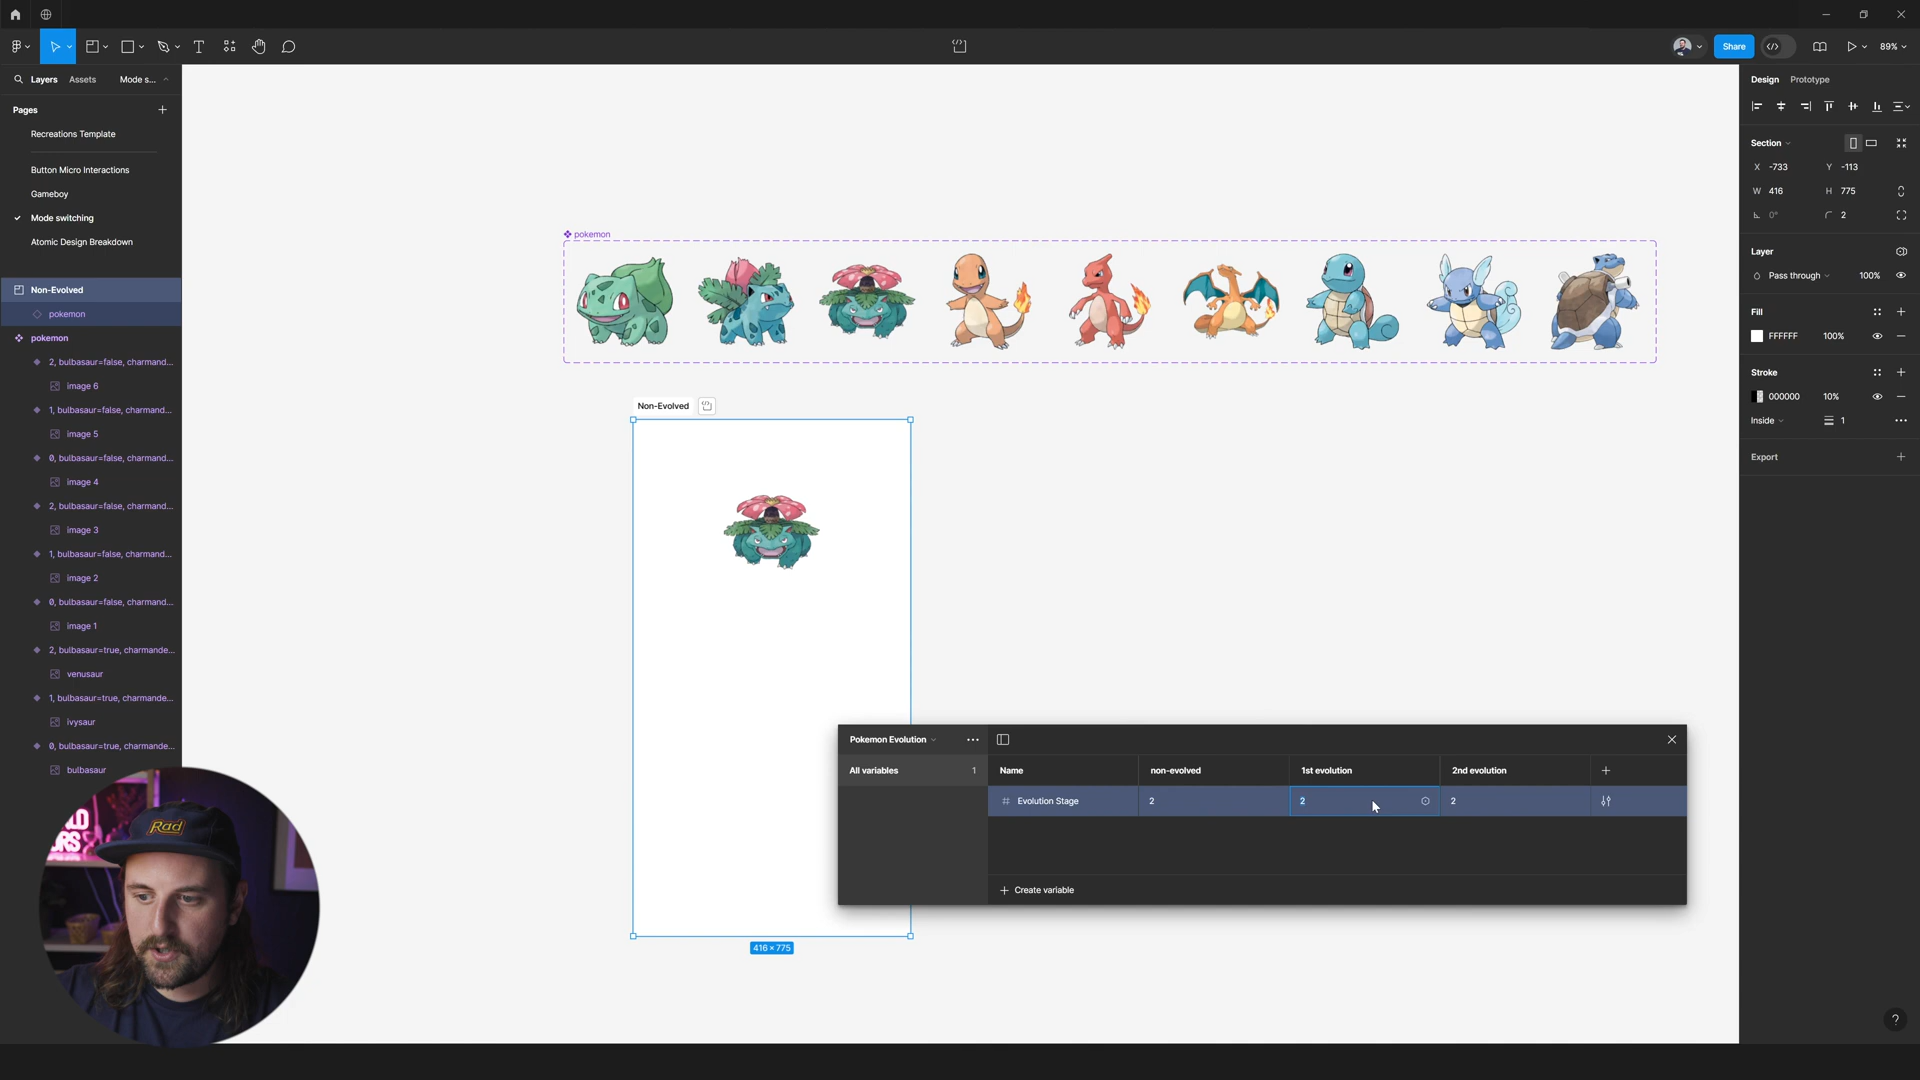 Share
89%
Layers
Assets
Mode s...
Pages
Recreations Template
Button Micro Interactions
Gameboy
Mode switching
Atomic Design Breakdown
Non-Evolved
pokemon
pokemon
2, bulbasaur=false, charmand...
image 6
1, bulbasaur=false, charmand...
image 5
0, bulbasaur=false, charmand...
image 4
2, bulbasaur=false, charmand...
image 3
1, bulbasaur=false, charmand...
image 2
0, bulbasaur=false, charmand...
image 1
2, bulbasaur=true, charmande...
venusaur
1, bulbasaur=true, charmande...
ivysaur
0, bulbasaur=true, charmande...
bulbasaur
Rad
pokemon
Non-Evolved
416 × 775
Pokemon Evolution
All variables 1
Name non-evolved 1st evolution 2nd evolution
Evolution Stage 2 2 2
Create variable
Design Prototype
Section
X -733 Y -113
W 416 H 775
0° 2
Layer
Pass through 100%
Fill
FFFFFF 100%
Stroke
000000 10%
Inside 1
Export
?